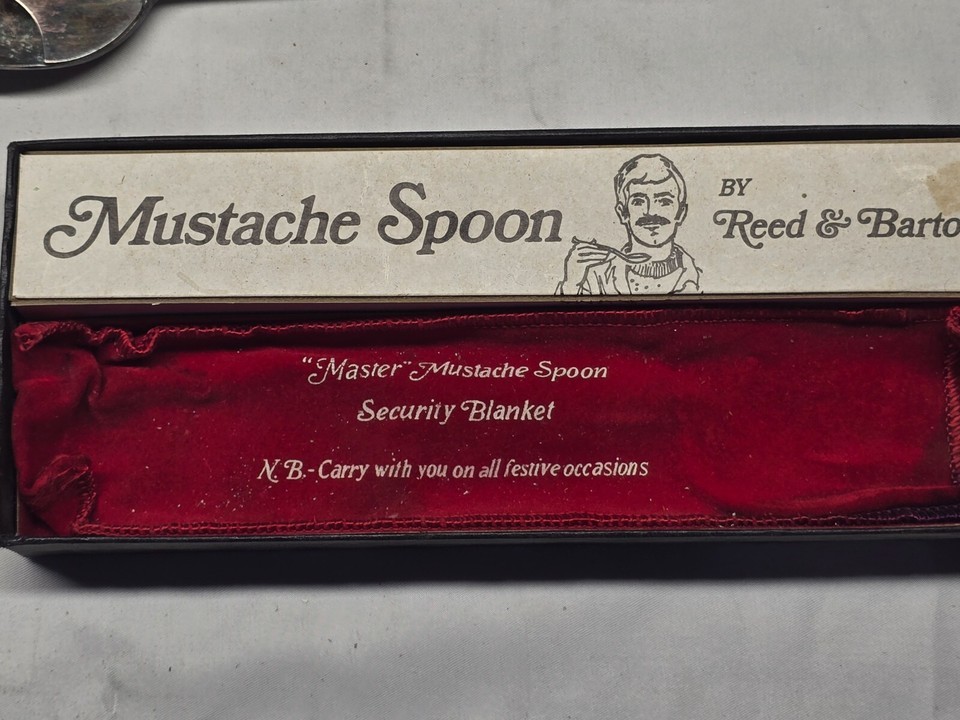 Mustache Spoon
BY
Reed & Barto
"Master" Mustache Spoon
Security Blanket
N.B.- Carry with you on all festive occasions